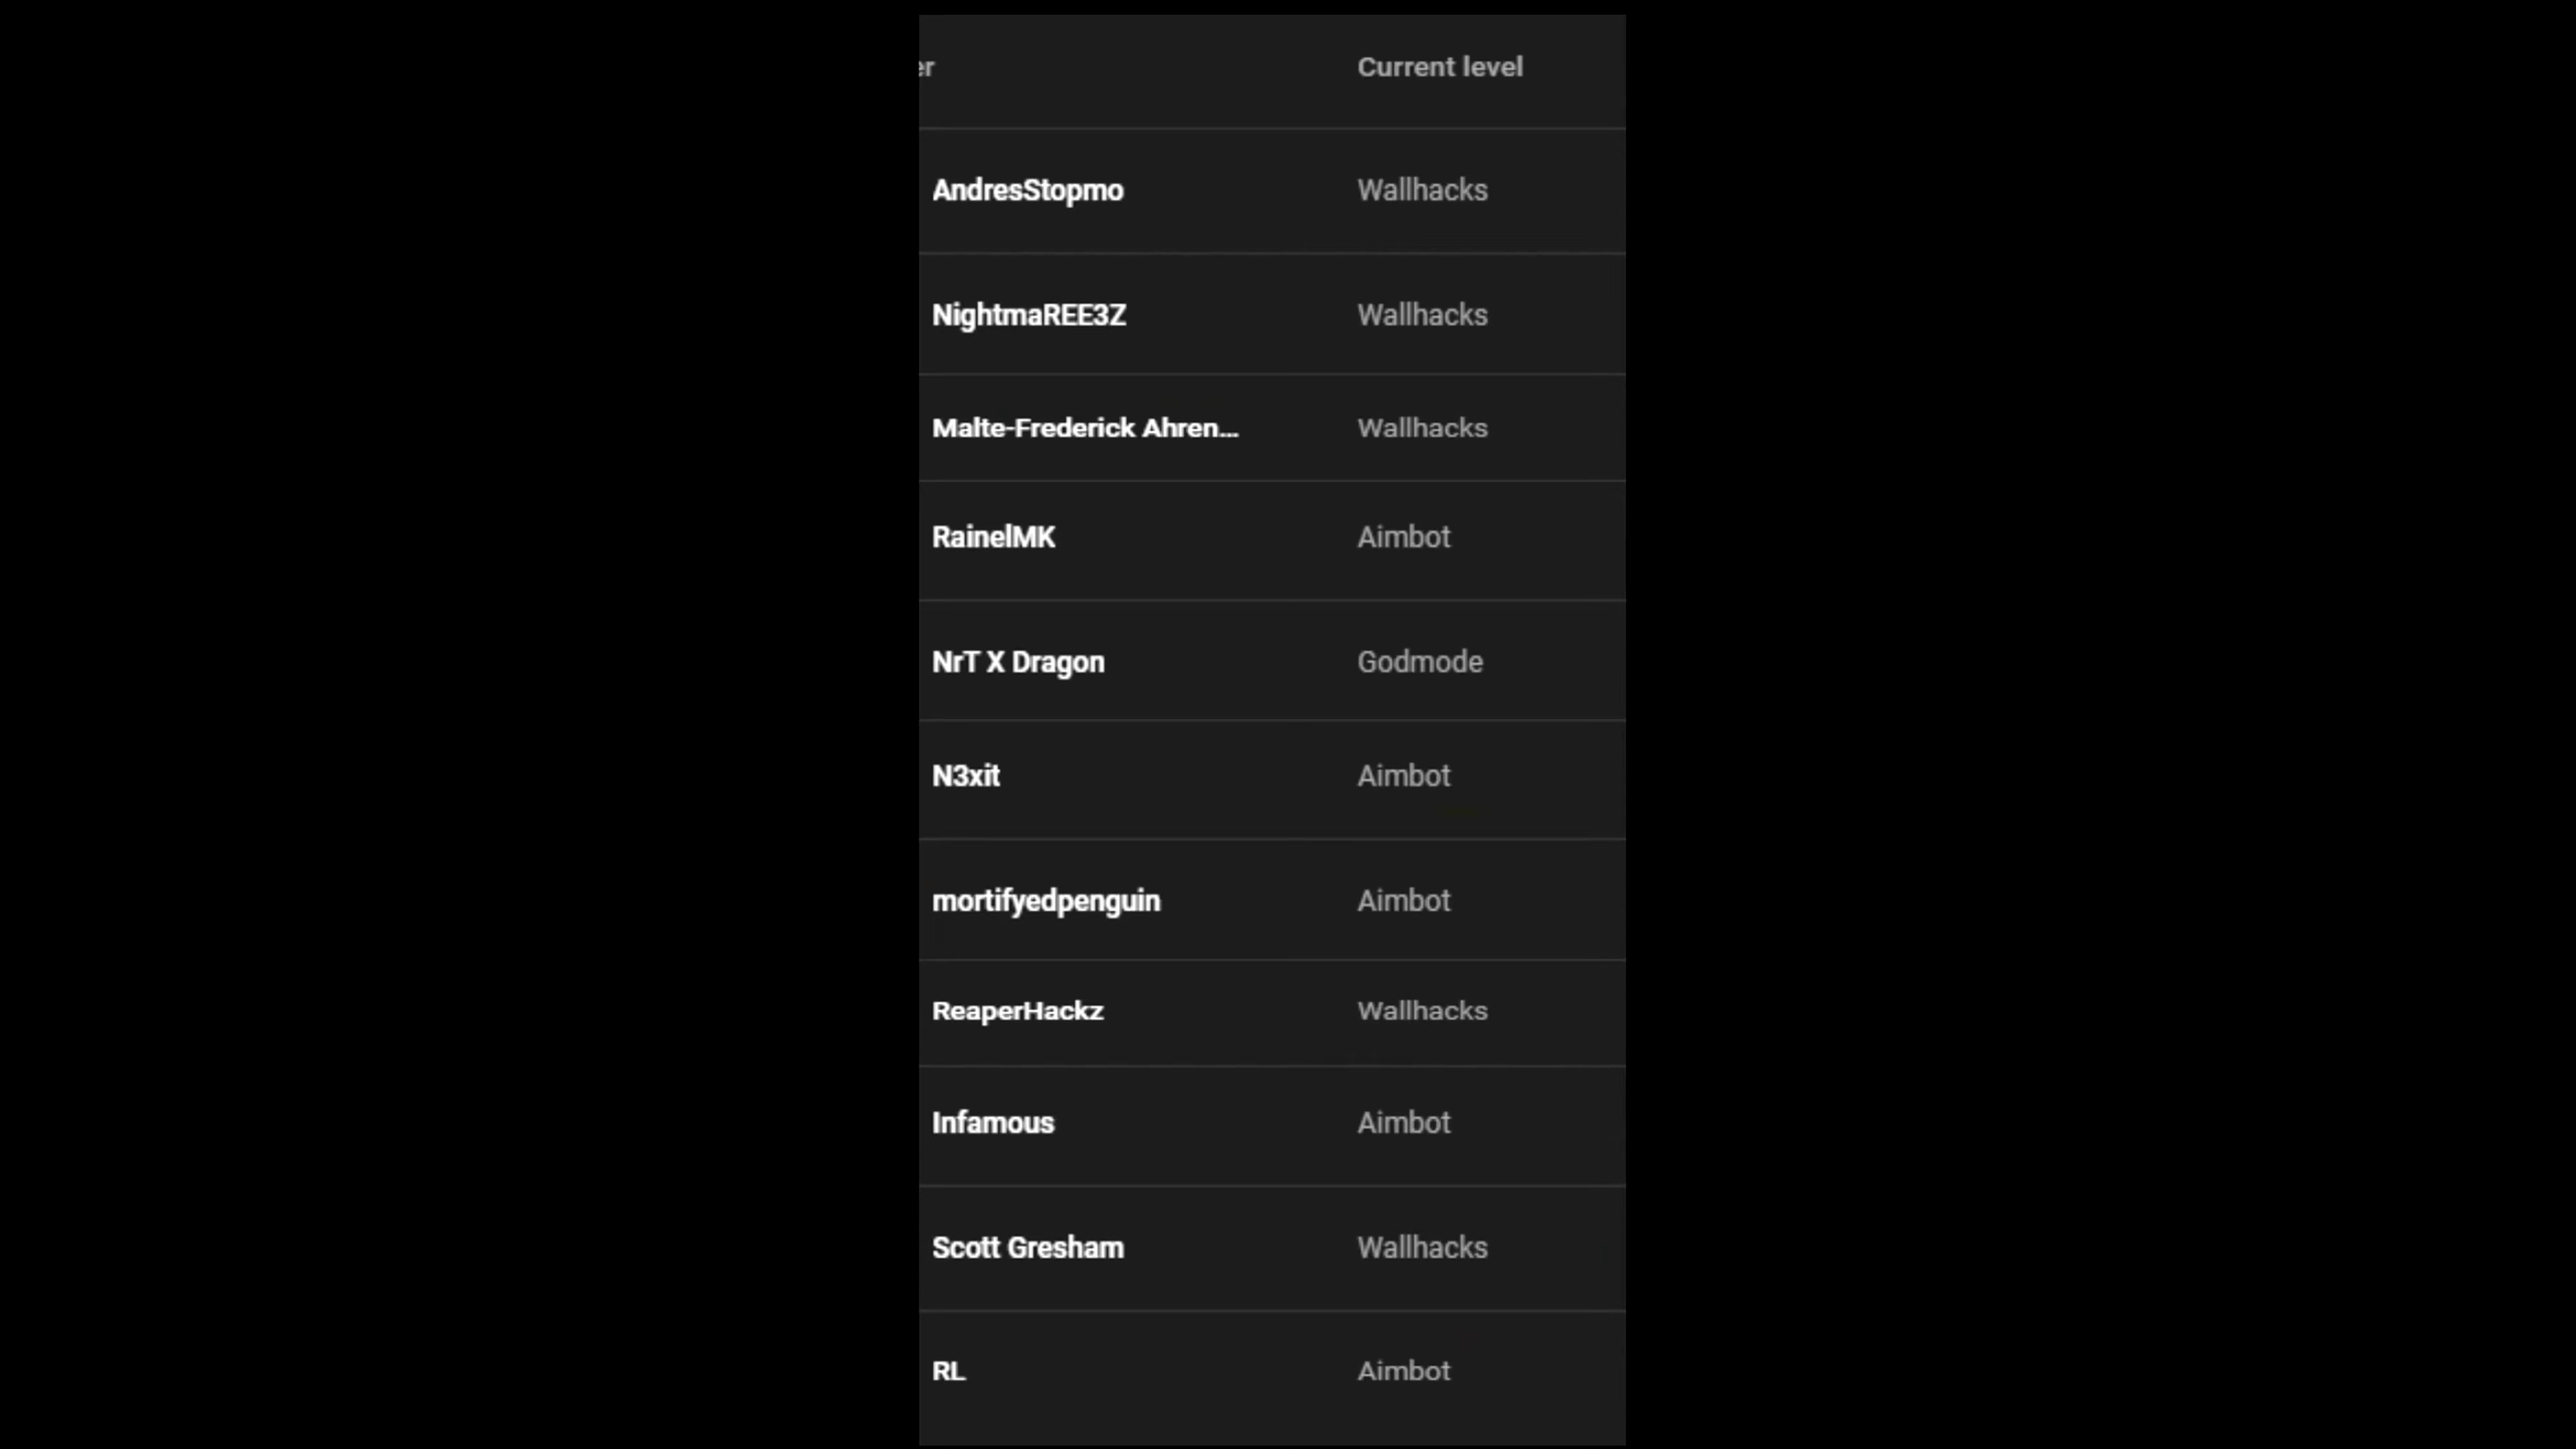 er Current level
AndresStopmo Wallhacks
NightmaREE3Z Wallhacks
Malte-Frederick Ahren... Wallhacks
RainelMK Aimbot
NrT X Dragon Godmode
N3xit Aimbot
mortifyedpenguin Aimbot
ReaperHackz Wallhacks
Infamous Aimbot
Scott Gresham Wallhacks
RL Aimbot